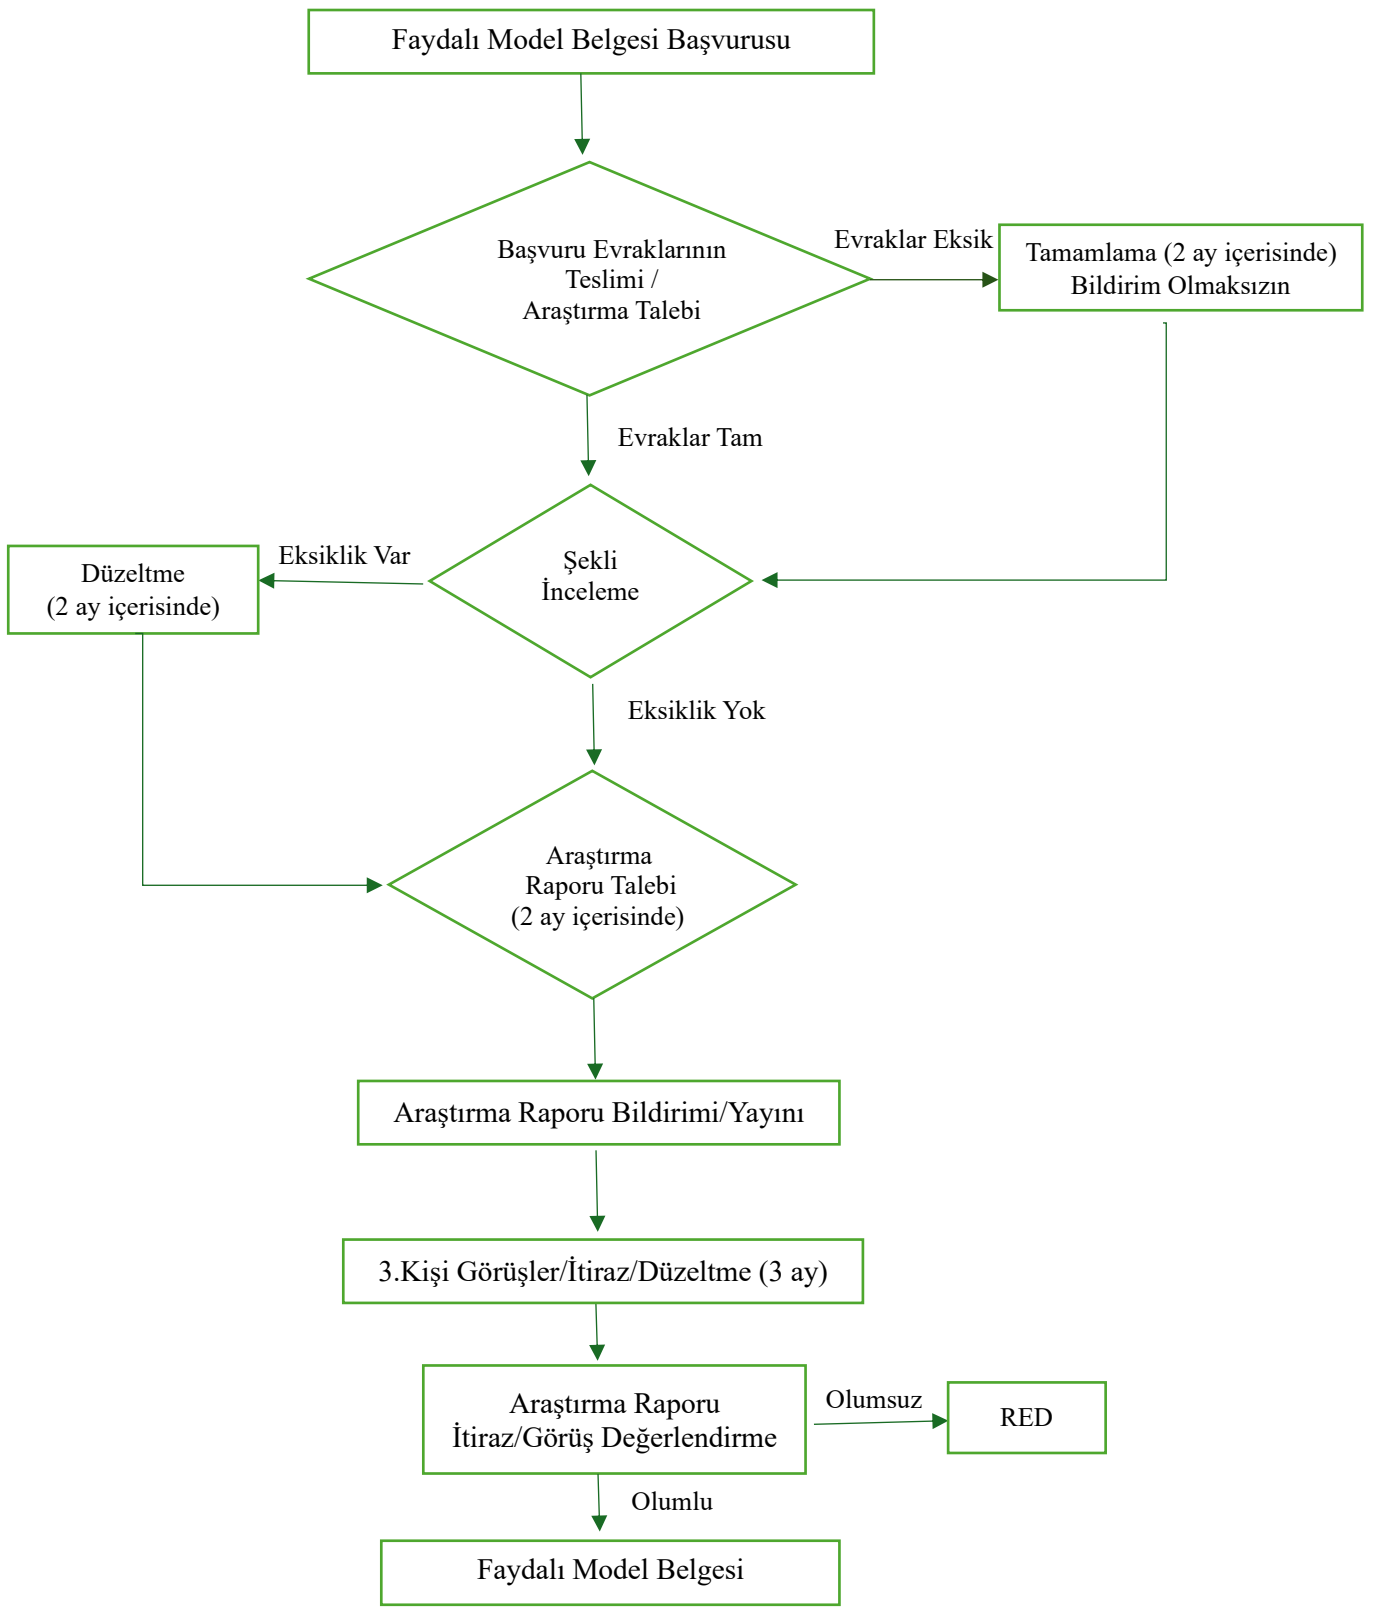 Faydalı Model Belgesi Başvurusu
Başvuru Evraklarının
Teslimi /
Araştırma Talebi
Evraklar Eksik
Tamamlama (2 ay içerisinde)
Bildirim Olmaksızın
Evraklar Tam
Şekli
İnceleme
Eksiklik Var
Düzeltme
(2 ay içerisinde)
Eksiklik Yok
Araştırma
Raporu Talebi
(2 ay içerisinde)
Araştırma Raporu Bildirimi/Yayını
3.Kişi Görüşler/İtiraz/Düzeltme (3 ay)
Araştırma Raporu
İtiraz/Görüş Değerlendirme
Olumsuz
RED
Olumlu
Faydalı Model Belgesi